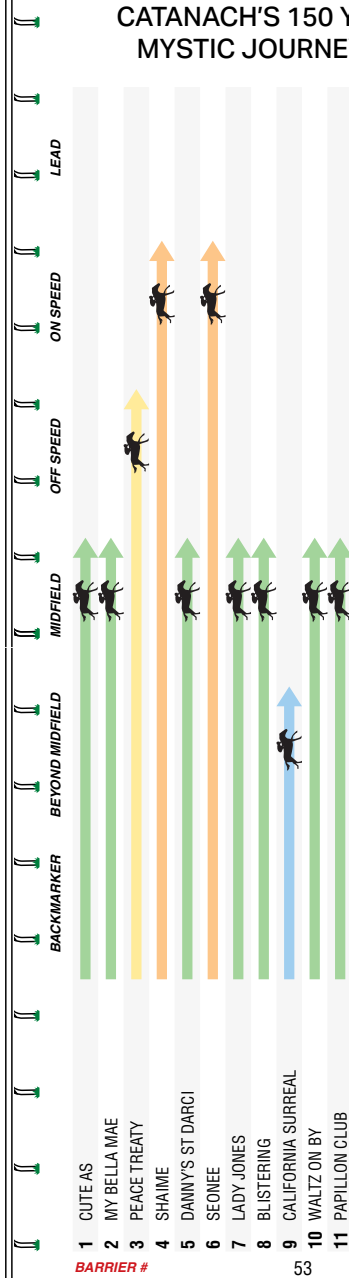 CATANACH'S 150 Y
MYSTIC JOURNE
LEAD
ON SPEED
OFF SPEED
MIDFIELD
BEYOND MIDFIELD
BACKMARKER
1 CUTE AS
2 MY BELLA MAE
3 PEACE TREATY
4 SHAIME
5 DANNY'S ST DARCI
6 SEONEE
7 LADY JONES
8 BLISTERING
9 CALIFORNIA SURREAL
10 WALTZ ON BY
11 PAPILLON CLUB
BARRIER #
53